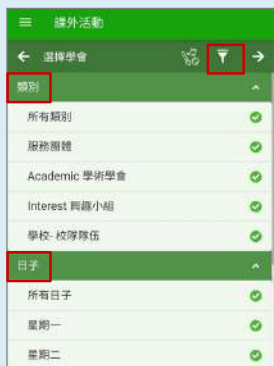 課外活動
選擇學會
類別
所有類別
服務團體
Academic 學術學會
Interest 興趣小組
學校- 校隊隊伍
日子
所有日子
星期一
星期二